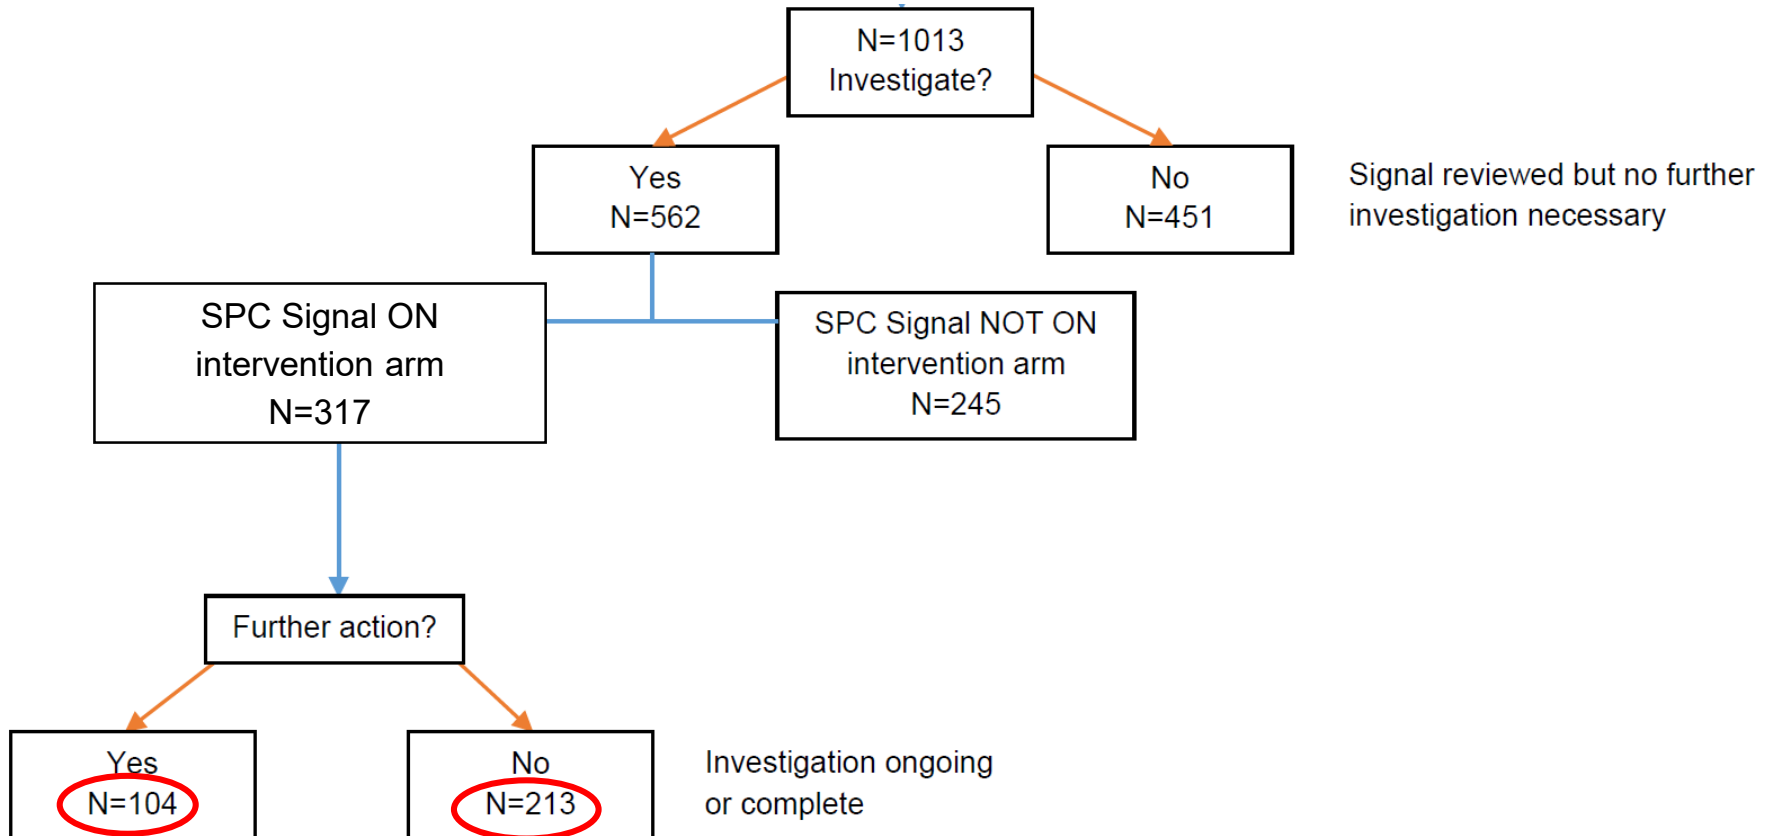 N=1013
Investigate?
Yes
N=562
No
N=451
Signal reviewed but no further
investigation necessary
SPC Signal ON
intervention arm
N=317
SPC Signal NOT ON
intervention arm
N=245
Further action?
Yes
N=104
No
N=213
Investigation ongoing
or complete